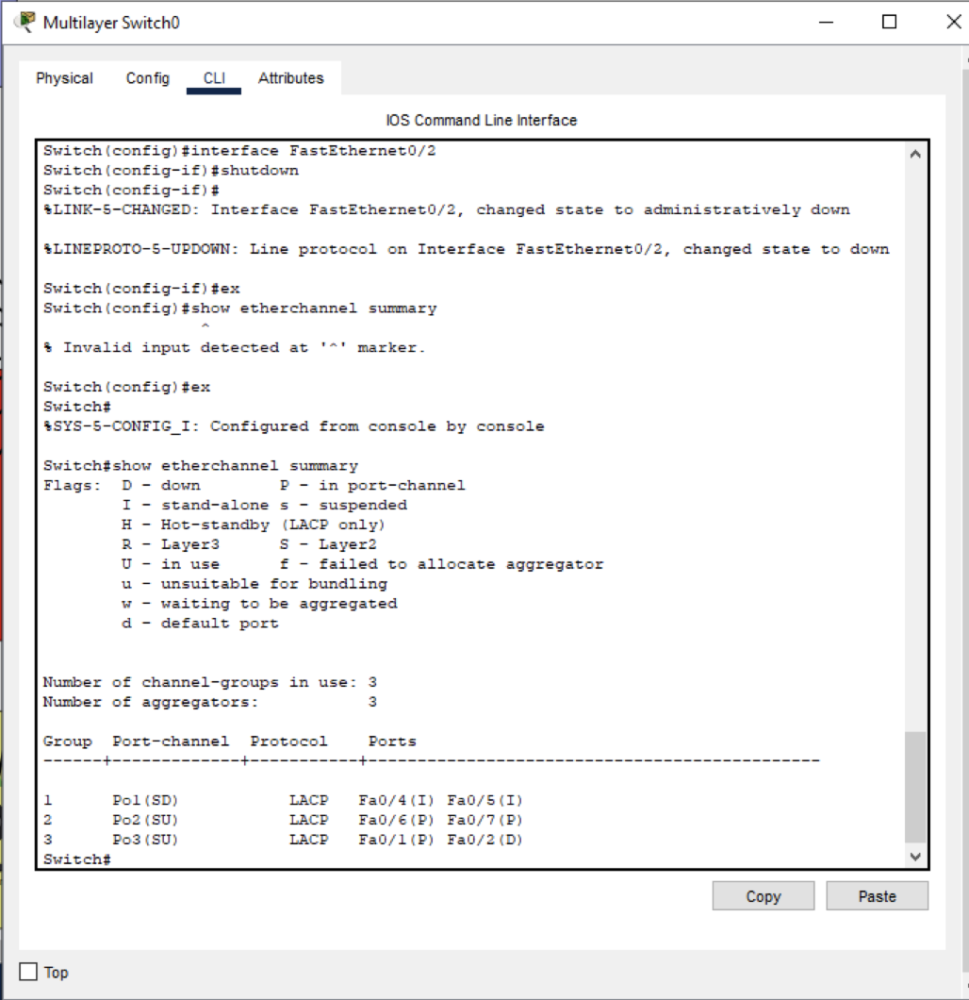 Multilayer Switch0
Physical Config CLI Attributes
IOS Command Line Interface
Switch(config)#interface FastEthernet0/2
Switch(config-if)#shutdown
Switch(config-if)#
%LINK-5-CHANGED: Interface FastEthernet0/2, changed state to administratively down
%LINEPROTO-5-UPDOWN: Line protocol on Interface FastEthernet0/2, changed state to down
Switch(config-if)#ex
Switch(config)#show etherchannel summary
^
% Invalid input detected at '^' marker.
Switch(config)#ex
Switch#
%SYS-5-CONFIG_I: Configured from console by console
Switch#show etherchannel summary
Flags:  D - down        P - in port-channel
        I - stand-alone s - suspended
        H - Hot-standby (LACP only)
        R - Layer3      S - Layer2
        U - in use      f - failed to allocate aggregator
        u - unsuitable for bundling
        w - waiting to be aggregated
        d - default port
Number of channel-groups in use: 3
Number of aggregators:           3
Group  Port-channel  Protocol    Ports
------+-------------+-----------+----------------------------------------------
1      Po1(SD)           LACP   Fa0/4(I) Fa0/5(I)
2      Po2(SU)           LACP   Fa0/6(P) Fa0/7(P)
3      Po3(SU)           LACP   Fa0/1(P) Fa0/2(D)
Switch#
Copy Paste
Top